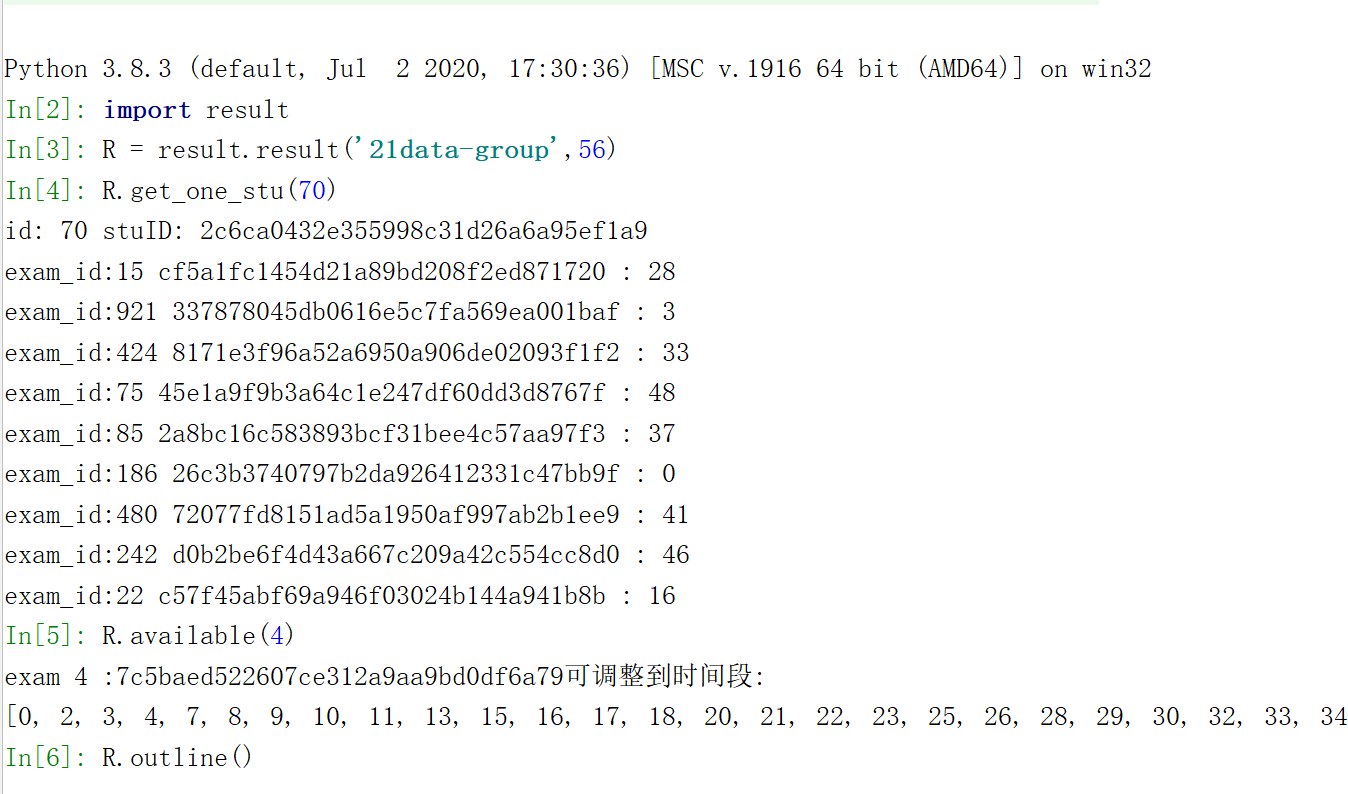 Python 3.8.3 (default, Jul  2 2020, 17:30:36) [MSC v.1916 64 bit (AMD64)] on win32
In[2]: import result
In[3]: R = result.result('21data-group',56)
In[4]: R.get_one_stu(70)
id: 70 stuID: 2c6ca0432e355998c31d26a6a95ef1a9
exam_id:15 cf5a1fc1454d21a89bd208f2ed871720 : 28
exam_id:921 337878045db0616e5c7fa569ea001baf : 3
exam_id:424 8171e3f96a52a6950a906de02093f1f2 : 33
exam_id:75 45e1a9f9b3a64c1e247df60dd3d8767f : 48
exam_id:85 2a8bc16c583893bcf31bee4c57aa97f3 : 37
exam_id:186 26c3b3740797b2da926412331c47bb9f : 0
exam_id:480 72077fd8151ad5a1950af997ab2b1ee9 : 41
exam_id:242 d0b2be6f4d43a667c209a42c554cc8d0 : 46
exam_id:22 c57f45abf69a946f03024b144a941b8b : 16
In[5]: R.available(4)
exam 4 :7c5baed522607ce312a9aa9bd0df6a79可调整到时间段:
[0, 2, 3, 4, 7, 8, 9, 10, 11, 13, 15, 16, 17, 18, 20, 21, 22, 23, 25, 26, 28, 29, 30, 32, 33, 34
In[6]: R.outline()